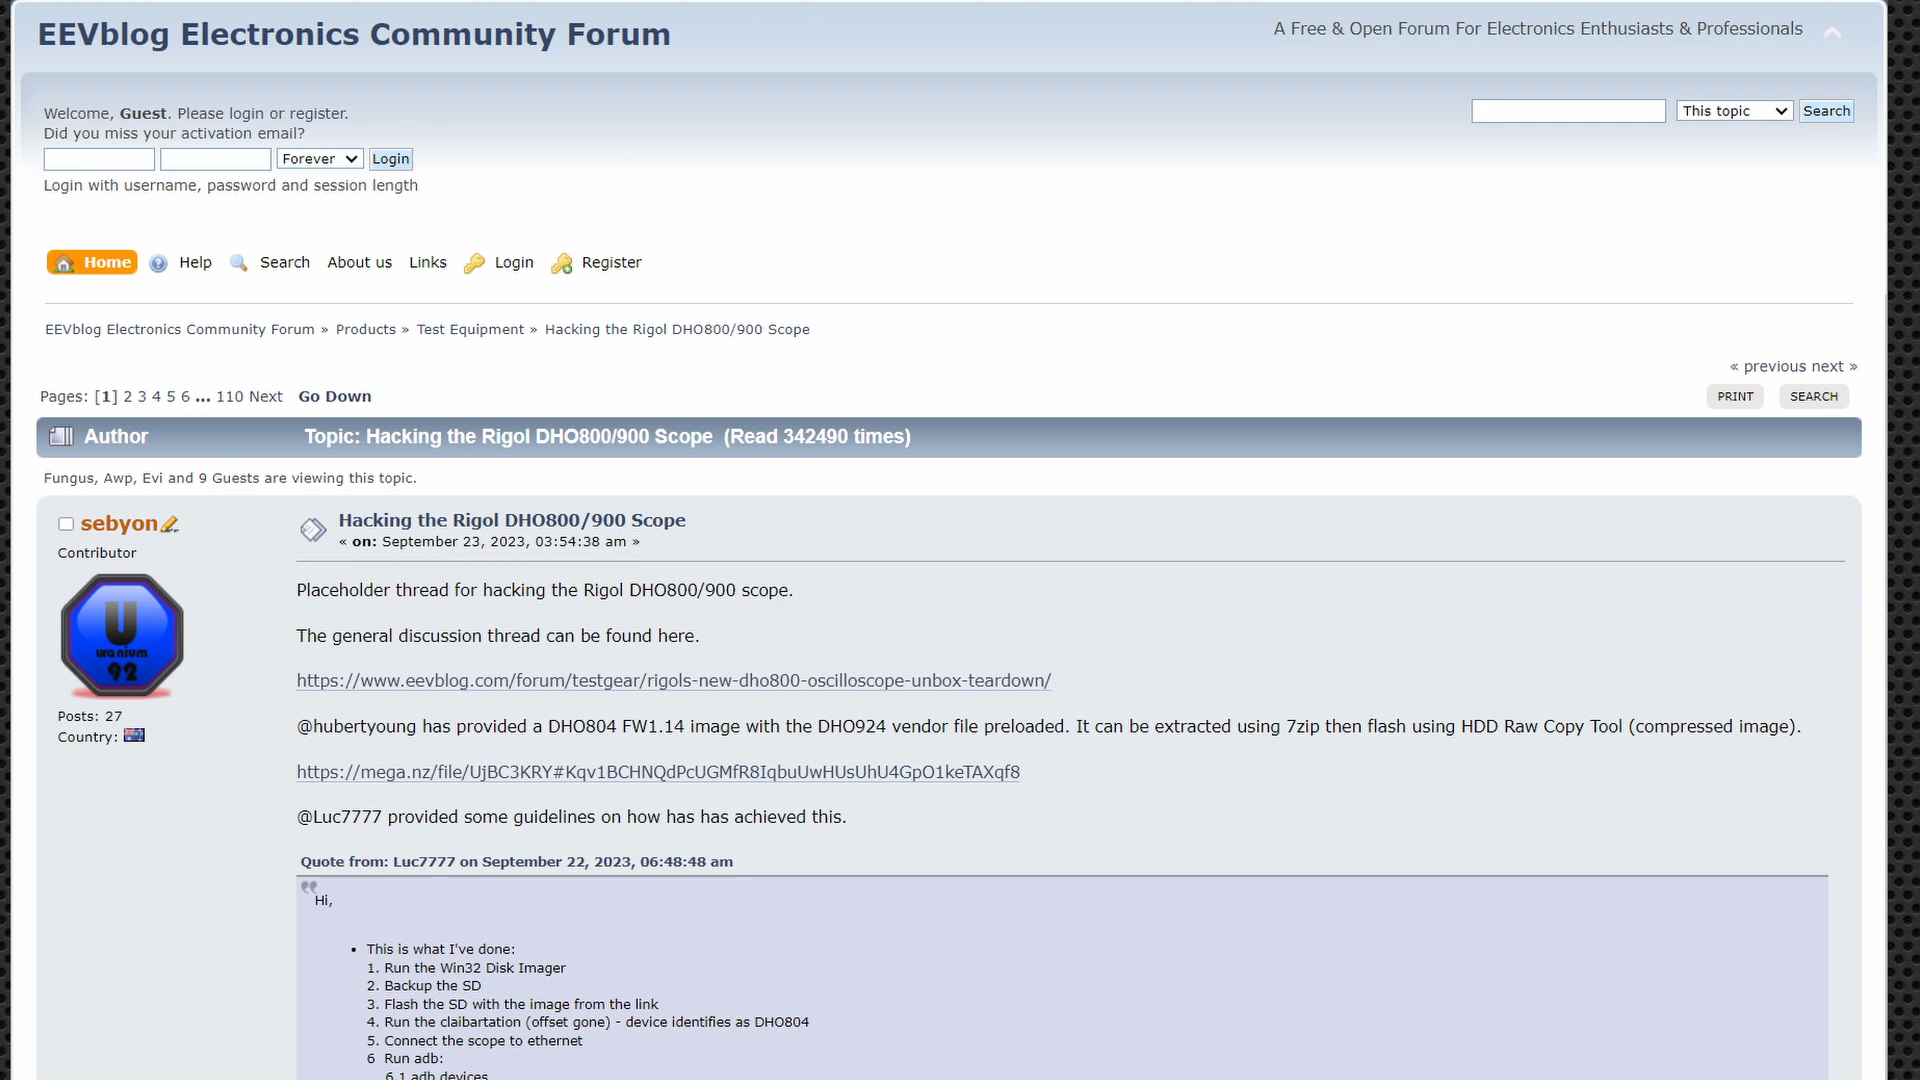 EEVblog Electronics Community Forum
A Free & Open Forum For Electronics Enthusiasts & Professionals
Welcome, Guest. Please login or register.
Did you miss your activation email?
This topic
Search
Forever
Login
Login with username, password and session length
Home Help Search About us Links Login Register
EEVblog Electronics Community Forum » Products » Test Equipment » Hacking the Rigol DHO800/900 Scope
« previous next »
Pages: [1] 2 3 4 5 6 ... 110 Next Go Down
PRINT SEARCH
Author Topic: Hacking the Rigol DHO800/900 Scope (Read 342490 times)
Fungus, Awp, Evi and 9 Guests are viewing this topic.
sebyon
Contributor
U
uranium
92
Posts: 27
Country:
Hacking the Rigol DHO800/900 Scope
« on: September 23, 2023, 03:54:38 am »
Placeholder thread for hacking the Rigol DHO800/900 scope.
The general discussion thread can be found here.
https://www.eevblog.com/forum/testgear/rigols-new-dho800-oscilloscope-unbox-teardown/
@hubertyoung has provided a DHO804 FW1.14 image with the DHO924 vendor file preloaded. It can be extracted using 7zip then flash using HDD Raw Copy Tool (compressed image).
https://mega.nz/file/UjBC3KRY#Kqv1BCHNQdPcUGMfR8IqbuUwHUsUhU4GpO1keTAXqf8
@Luc7777 provided some guidelines on how has has achieved this.
Quote from: Luc7777 on September 22, 2023, 06:48:48 am
Hi,
• This is what I've done:
1. Run the Win32 Disk Imager
2. Backup the SD
3. Flash the SD with the image from the link
4. Run the claibartation (offset gone) - device identifies as DHO804
5. Connect the scope to ethernet
6 Run adb:
6.1 adb devices